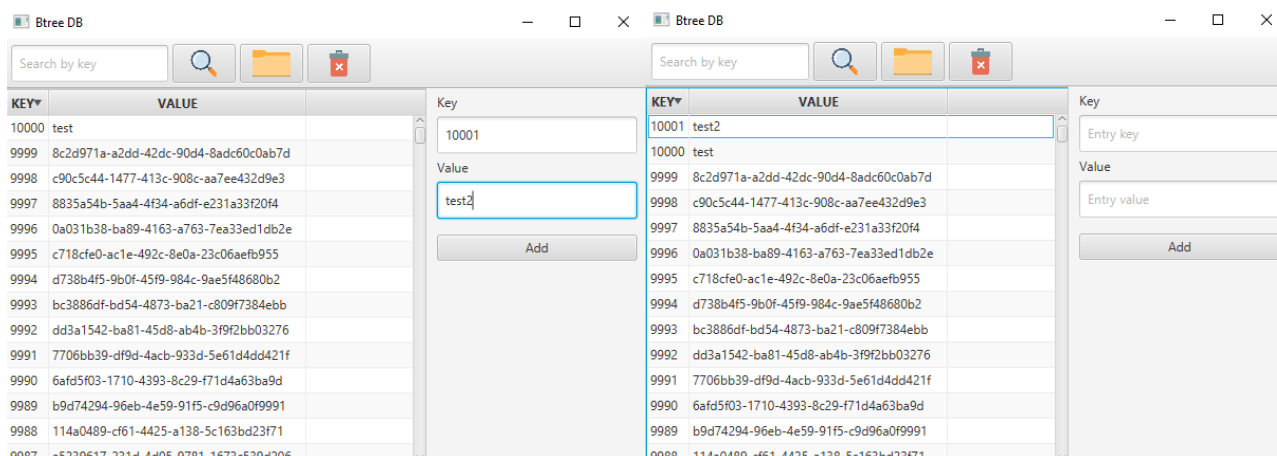 Btree DB
Search by key
KEY VALUE
10000 test
9999 8c2d971a-a2dd-42dc-90d4-8adc60c0ab7d
9998 c90c5c44-1477-413c-908c-aa7ee432d9e3
9997 8835a54b-5aa4-4f34-a6df-e231a33f20f4
9996 0a031b38-ba89-4163-a763-7ea33ed1db2e
9995 c718cfe0-ac1e-492c-8e0a-23c06aefb955
9994 d738b4f5-9b0f-45f9-984c-9ae5f48680b2
9993 bc3886df-bd54-4873-ba21-c809f7384ebb
9992 dd3a1542-ba81-45d8-ab4b-3f9f2bb03276
9991 7706bb39-df9d-4acb-933d-5e61d4dd421f
9990 6afd5f03-1710-4393-8c29-f71d4a63ba9d
9989 b9d74294-96eb-4e59-91f5-c9d96a0f9991
9988 114a0489-cf61-4425-a138-5c163bd23f71
Key
10001
Value
test2
Add
Btree DB
Search by key
KEY VALUE
10001 test2
10000 test
9999 8c2d971a-a2dd-42dc-90d4-8adc60c0ab7d
9998 c90c5c44-1477-413c-908c-aa7ee432d9e3
9997 8835a54b-5aa4-4f34-a6df-e231a33f20f4
9996 0a031b38-ba89-4163-a763-7ea33ed1db2e
9995 c718cfe0-ac1e-492c-8e0a-23c06aefb955
9994 d738b4f5-9b0f-45f9-984c-9ae5f48680b2
9993 bc3886df-bd54-4873-ba21-c809f7384ebb
9992 dd3a1542-ba81-45d8-ab4b-3f9f2bb03276
9991 7706bb39-df9d-4acb-933d-5e61d4dd421f
9990 6afd5f03-1710-4393-8c29-f71d4a63ba9d
9989 b9d74294-96eb-4e59-91f5-c9d96a0f9991
9988 114a0489-cf61-4425-a138-5c163bd23f71
Key
Entry key
Value
Entry value
Add